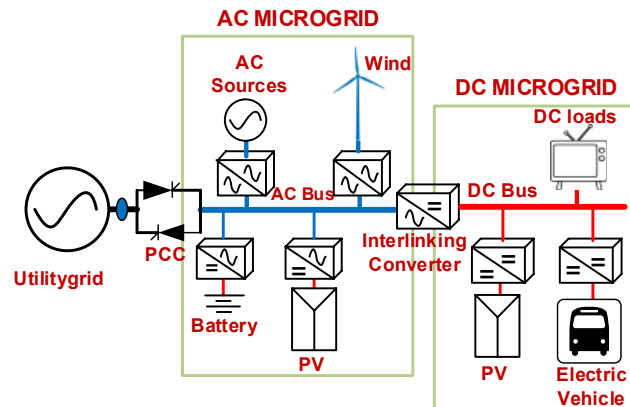 AC MICROGRID
AC
Sources
Wind
DC MICROGRID
DC loads
AC Bus
DC Bus
PCC
Interlinking
Converter
Utilitygrid
Battery
PV
PV
Electric
Vehicle